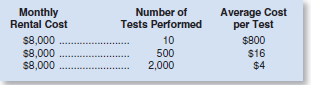 Monthly Rental Cost Number of Tests Performed Average Cost per Test
$8,000 .......................... 10 $800
$8,000 .......................... 500 $16
$8,000 .......................... 2,000 $4